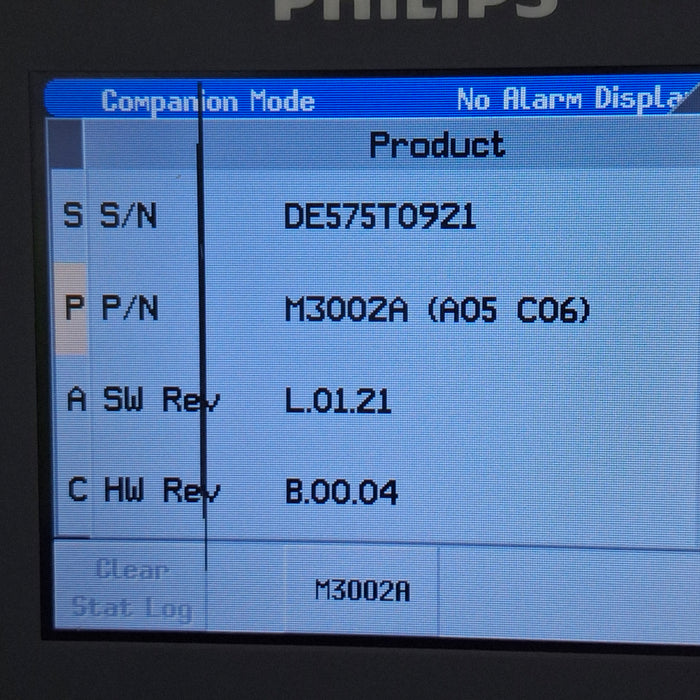 PHILIPS
Companion Mode No Alarm Displa
Product
S S/N DE575T0921
P P/N M3002A (A05 C06)
A SW Rev L.01.21
C HW Rev B.00.04
Clear
Stat Log
M3002A